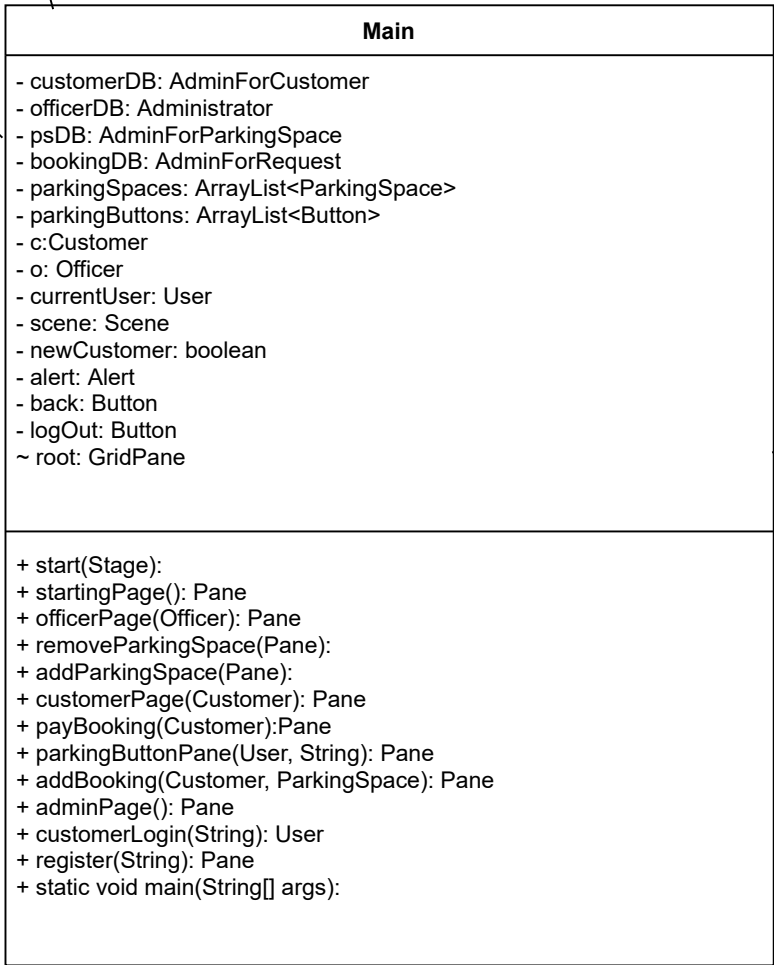 Main
- customerDB: AdminForCustomer
- officerDB: Administrator
- psDB: AdminForParkingSpace
- bookingDB: AdminForRequest
- parkingSpaces: ArrayList<ParkingSpace>
- parkingButtons: ArrayList<Button>
- c:Customer
- o: Officer
- currentUser: User
- scene: Scene
- newCustomer: boolean
- alert: Alert
- back: Button
- logOut: Button
~ root: GridPane
+ start(Stage):
+ startingPage(): Pane
+ officerPage(Officer): Pane
+ removeParkingSpace(Pane):
+ addParkingSpace(Pane):
+ customerPage(Customer): Pane
+ payBooking(Customer):Pane
+ parkingButtonPane(User, String): Pane
+ addBooking(Customer, ParkingSpace): Pane
+ adminPage(): Pane
+ customerLogin(String): User
+ register(String): Pane
+ static void main(String[] args):